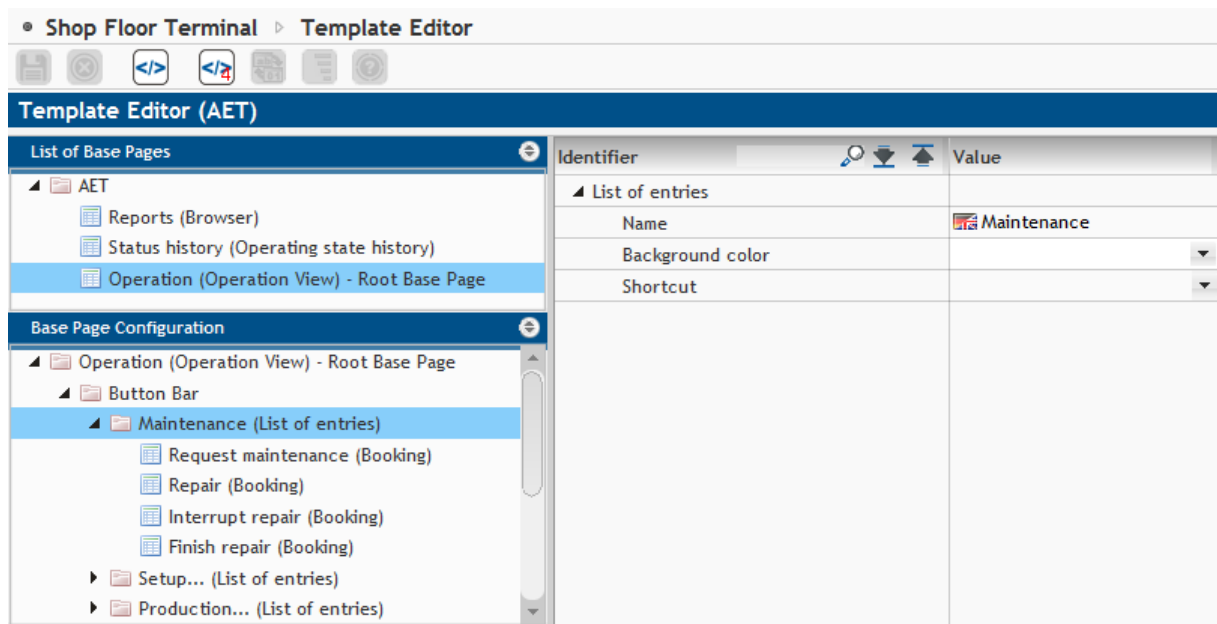 Shop Floor Terminal Template Editor
</>
</>
4
Template Editor (AET)
List of Base Pages
AET
Reports (Browser)
Status history (Operating state history)
Operation (Operation View) - Root Base Page
Base Page Configuration
Operation (Operation View) - Root Base Page
Button Bar
Maintenance (List of entries)
Request maintenance (Booking)
Repair (Booking)
Interrupt repair (Booking)
Finish repair (Booking)
Setup... (List of entries)
Production... (List of entries)
Identifier Value
List of entries
Name Maintenance
Background color
Shortcut